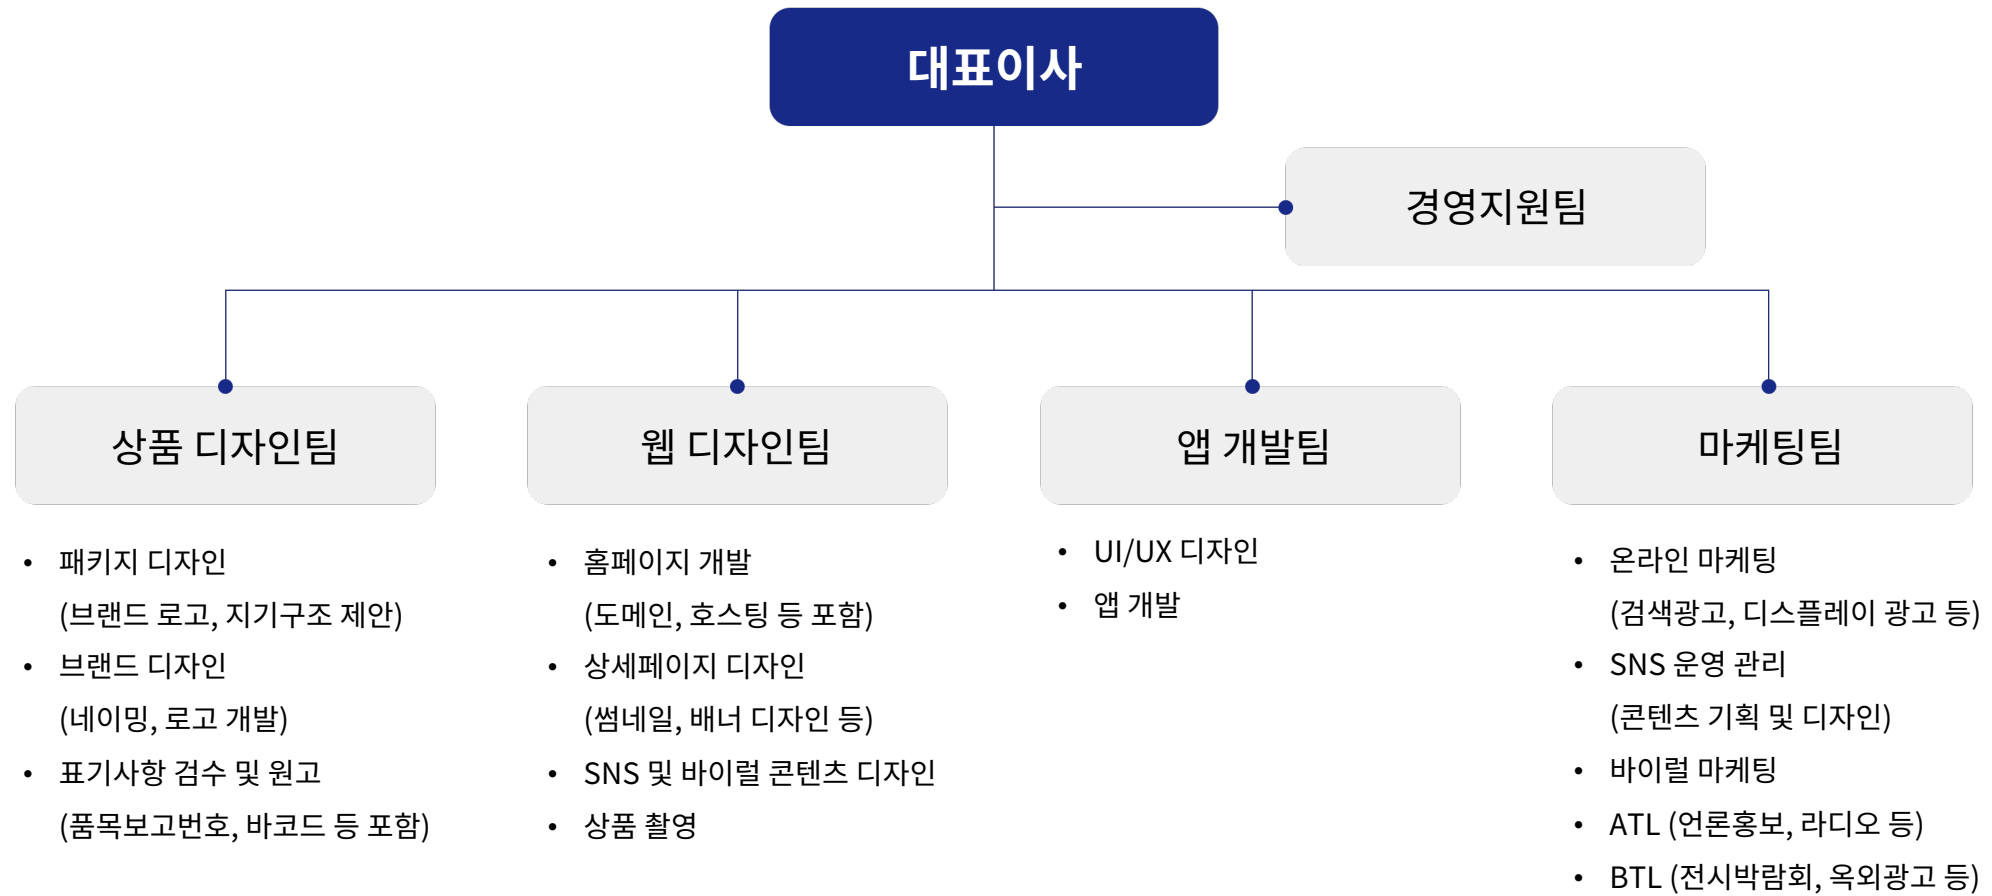 대표이사
경영지원팀
상품 디자인팀
웹 디자인팀
앱 개발팀
마케팅팀
• 패키지 디자인
(브랜드 로고, 지기구조 제안)
• 브랜드 디자인
(네이밍, 로고 개발)
• 표기사항 검수 및 원고
(품목보고번호, 바코드 등 포함)
• 홈페이지 개발
(도메인, 호스팅 등 포함)
• 상세페이지 디자인
(썸네일, 배너 디자인 등)
• SNS 및 바이럴 콘텐츠 디자인
• 상품 촬영
• UI/UX 디자인
• 앱 개발
• 온라인 마케팅
(검색광고, 디스플레이 광고 등)
• SNS 운영 관리
(콘텐츠 기획 및 디자인)
• 바이럴 마케팅
• ATL (언론홍보, 라디오 등)
• BTL (전시박람회, 옥외광고 등)